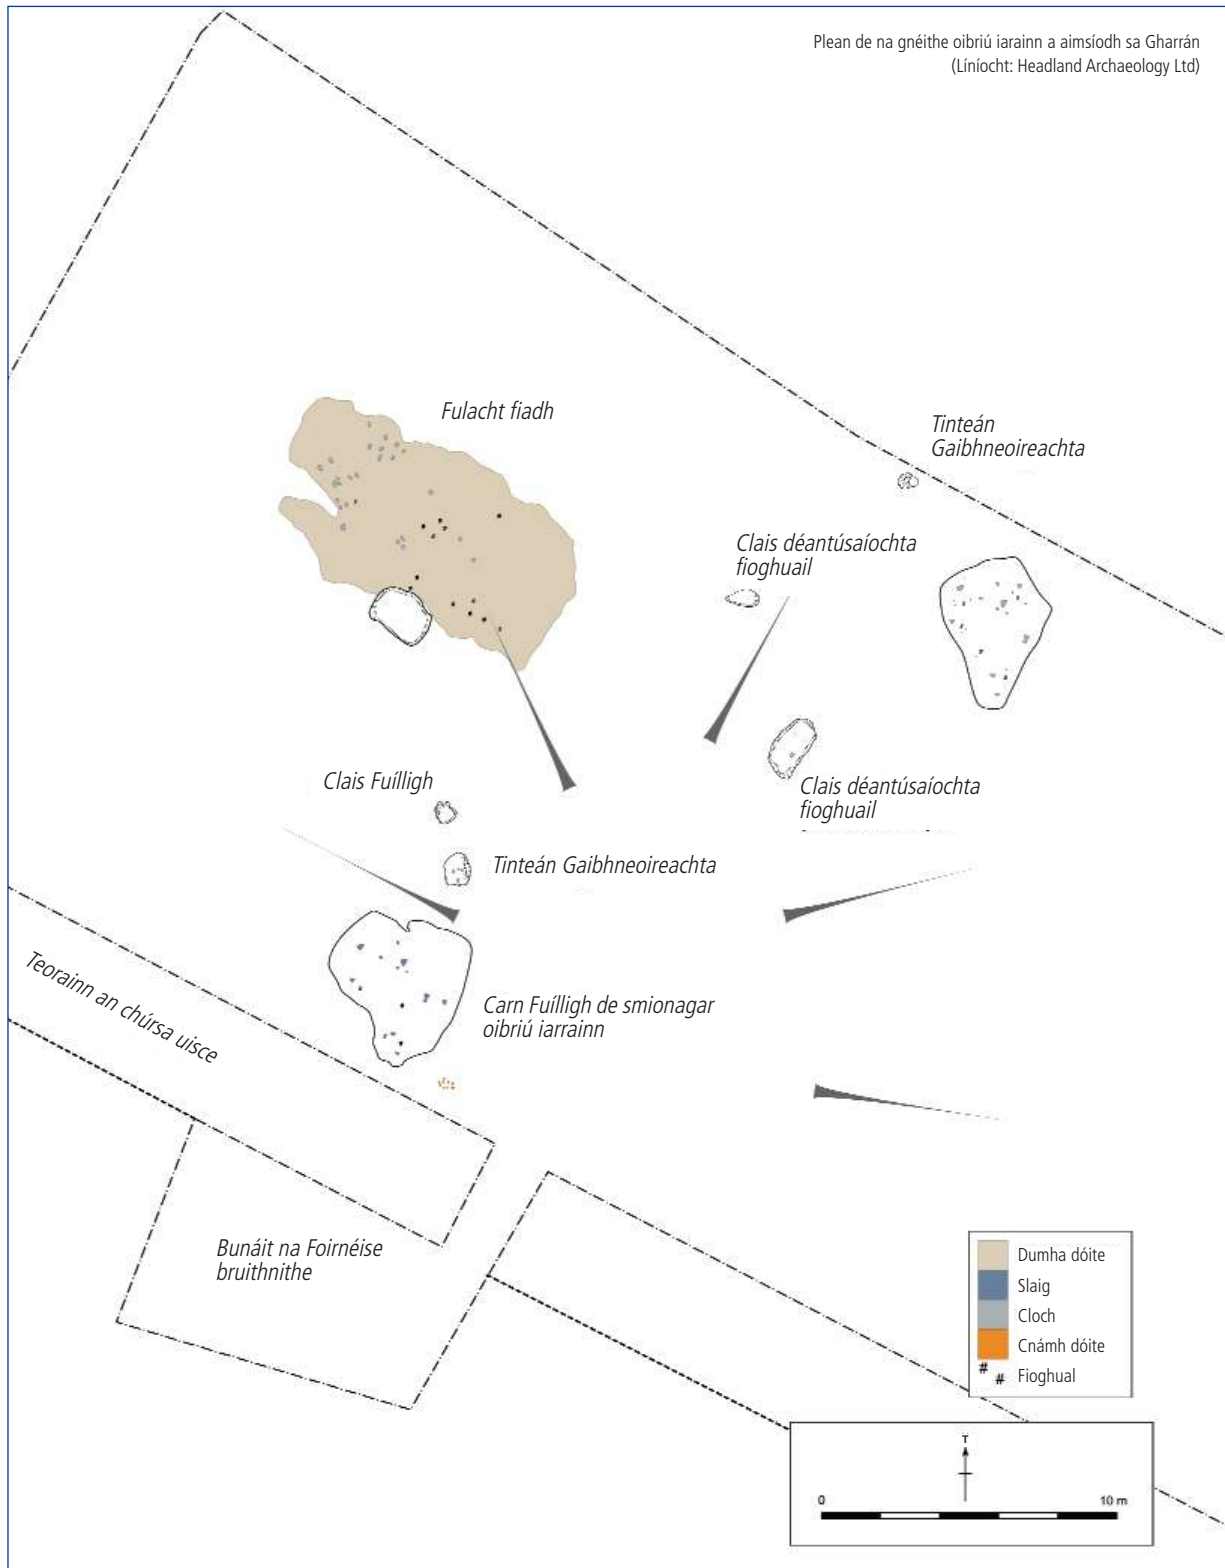 Plean de na gnéithe oibriú iarainn a aimsíodh sa Gharrán
(Líníocht: Headland Archaeology Ltd)
Fulacht fiadh
Tinteán
Gaibhneoireachta
Clais déantúsaíochta
fioghuail
Clais Fuílligh
Clais déantúsaíochta
fioghuail
Tinteán Gaibhneoireachta
Teorainn an chúrsa uisce
Carn Fuílligh de smionagar
oibriú iarrainn
Bunáit na Foirnéise
bruithnithe
Dumha dóite
Slaig
Cloch
Cnámh dóite
# # Fioghual
T
0 10 m